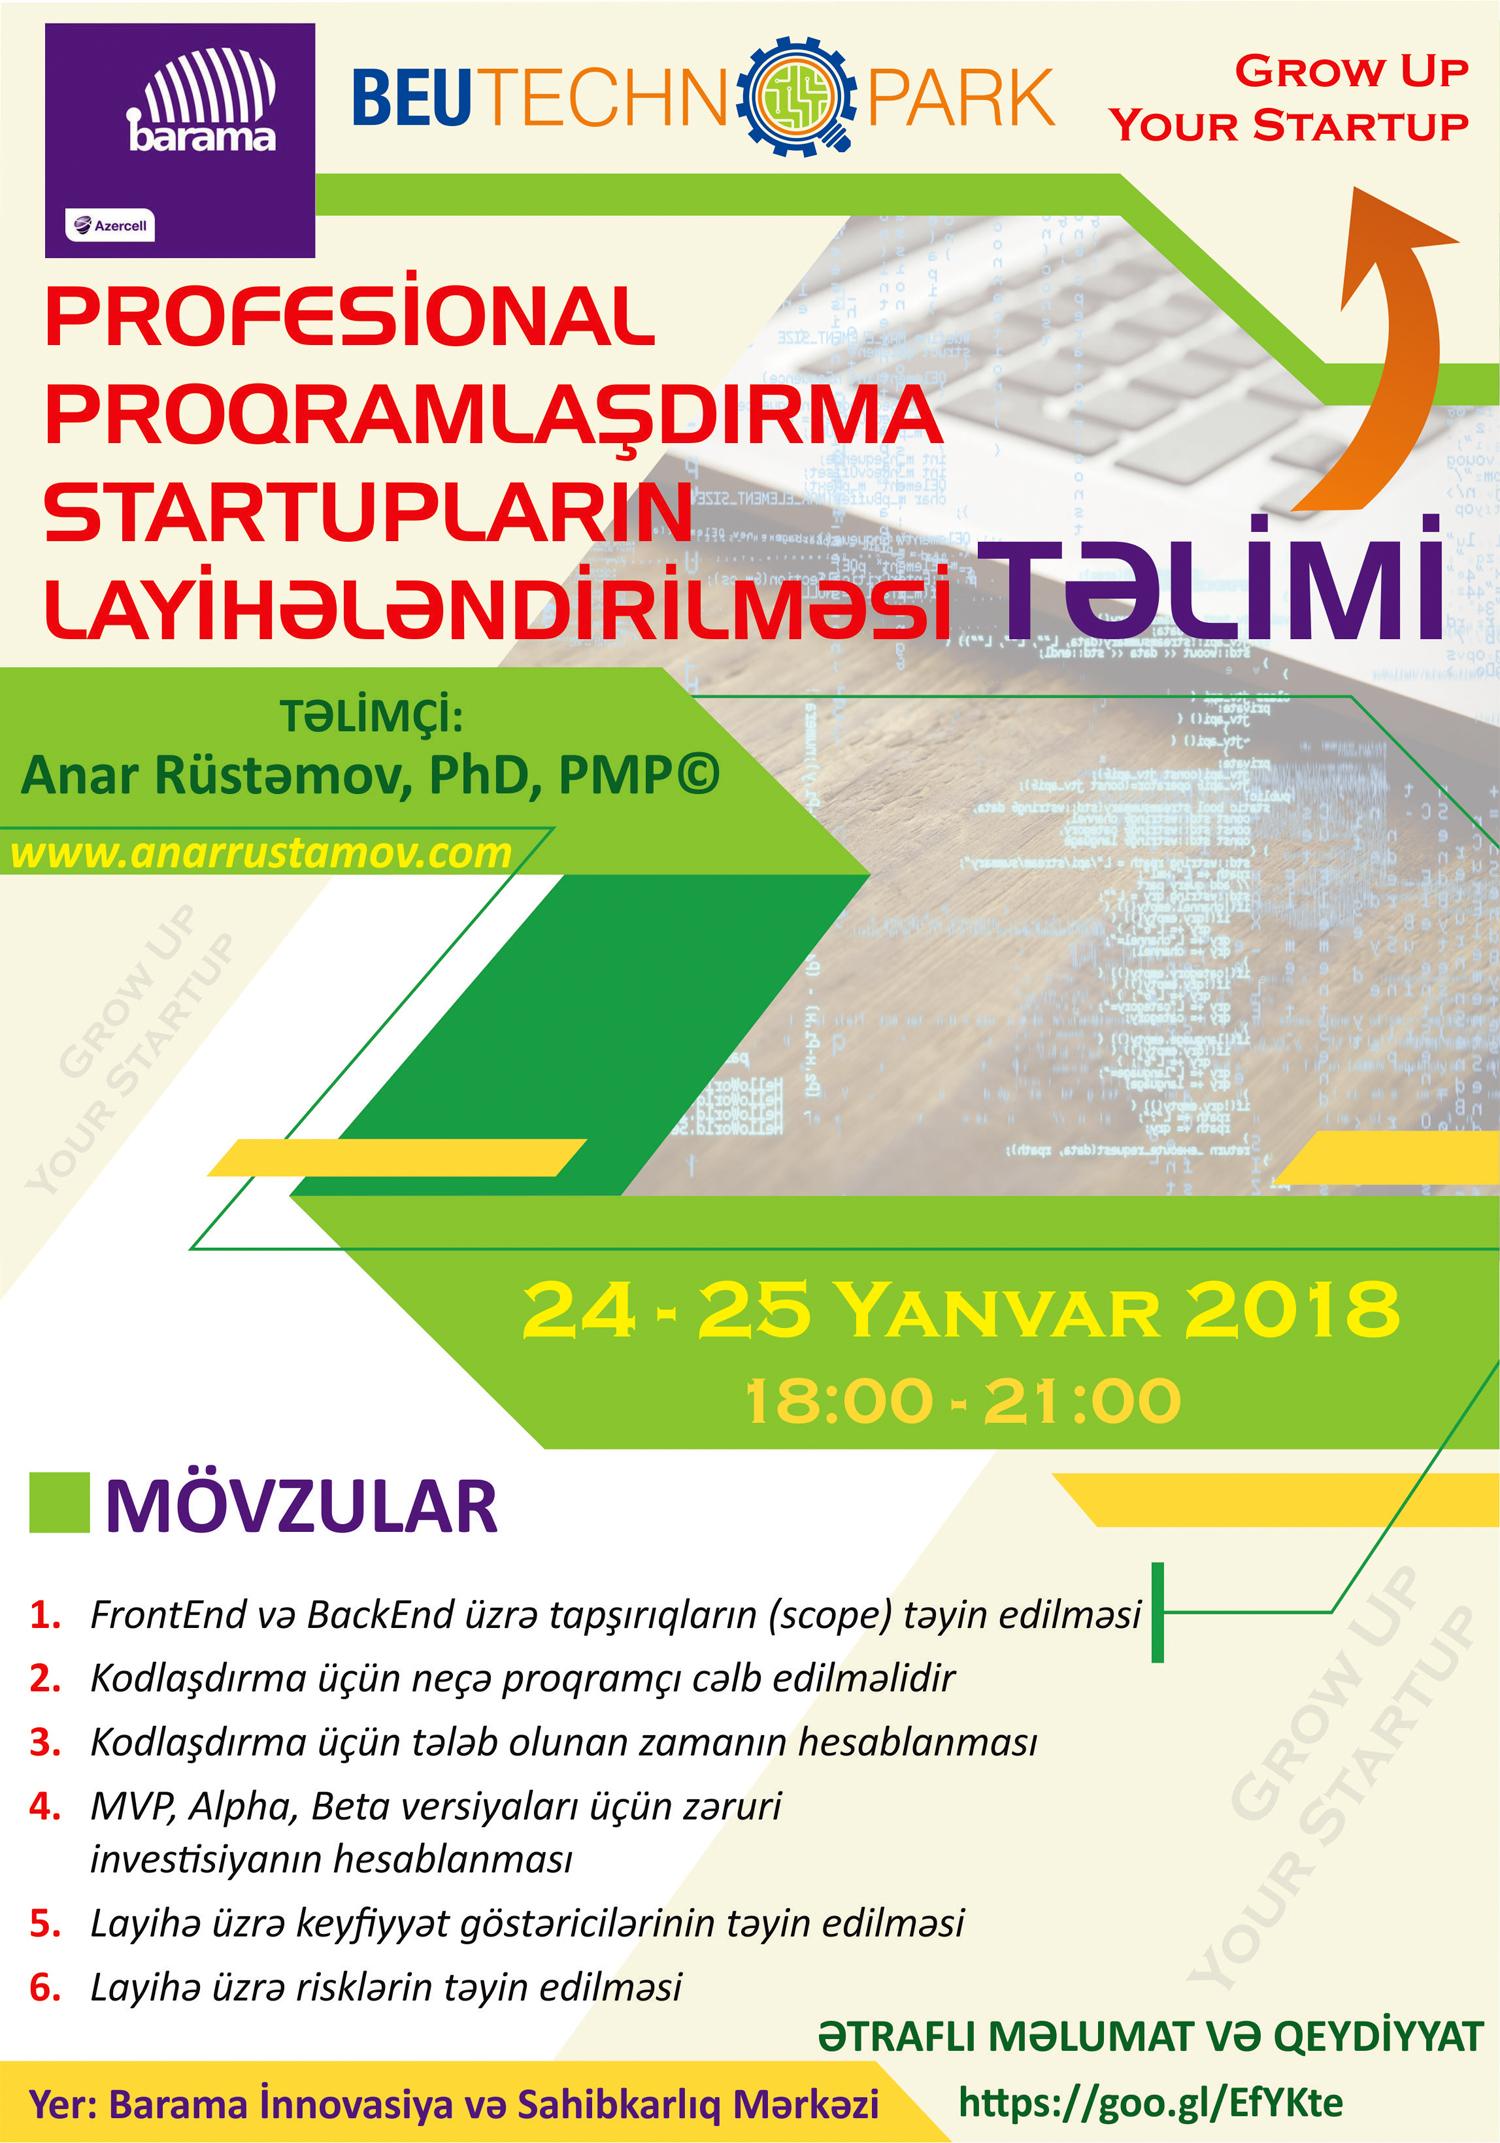 barama
Azercell
BEUTECHNOPARK
GROW UP
YOUR STARTUP
PROFESİONAL
PROQRAMLAŞDIRMA
STARTUPLARIN
LAYİHƏLƏNDİRİLMƏSİ TƏLİMİ
TƏLİMÇİ:
Anar Rüstəmov, PhD, PMP©
www.anarrustamov.com
GROW UP
YOUR STARTUP
24 - 25 YANVAR 2018
18:00 - 21:00
MÖVZULAR
1. FrontEnd və BackEnd üzrə tapşırıqların (scope) təyin edilməsi
2. Kodlaşdırma üçün neçə proqramçı cəlb edilməlidir
3. Kodlaşdırma üçün tələb olunan zamanın hesablanması
4. MVP, Alpha, Beta versiyaları üçün zəruri
investisiyanın hesablanması
5. Layihə üzrə keyfiyyət göstəricilərinin təyin edilməsi
6. Layihə üzrə risklərin təyin edilməsi
GROW UP
YOUR STARTUP
ƏTRAFLI MƏLUMAT VƏ QEYDİYYAT
Yer: Barama İnnovasiya və Sahibkarlıq Mərkəzi
https://goo.gl/EfYKte